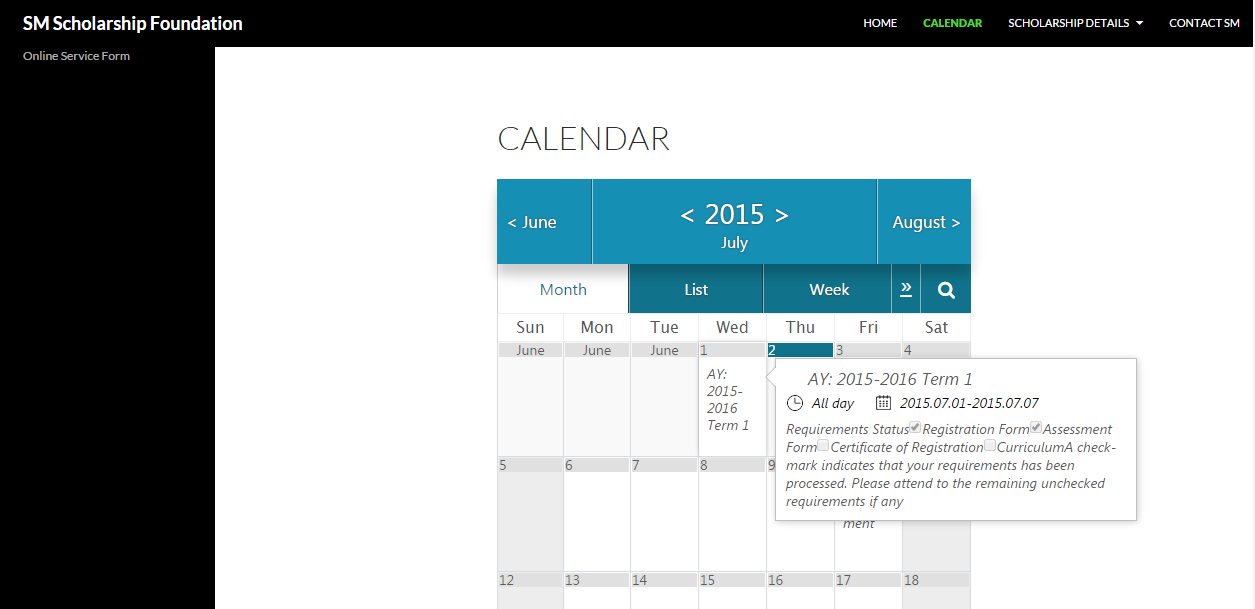 SM Scholarship Foundation
HOME CALENDAR SCHOLARSHIP DETAILS CONTACT SM
Online Service Form
CALENDAR
< June
< 2015 >
July
August >
Month List Week »
Sun Mon Tue Wed Thu Fri Sat
June June June 1 2 3 4
AY:
2015-
2016
Term 1
AY: 2015-2016 Term 1
All day 2015.07.01-2015.07.07
Requirements Status Registration Form Assessment
Form Certificate of Registration CurriculumA check-
mark indicates that your requirements has been
processed. Please attend to the remaining unchecked
requirements if any
5 6 7 8 9
ment
12 13 14 15 16 17 18